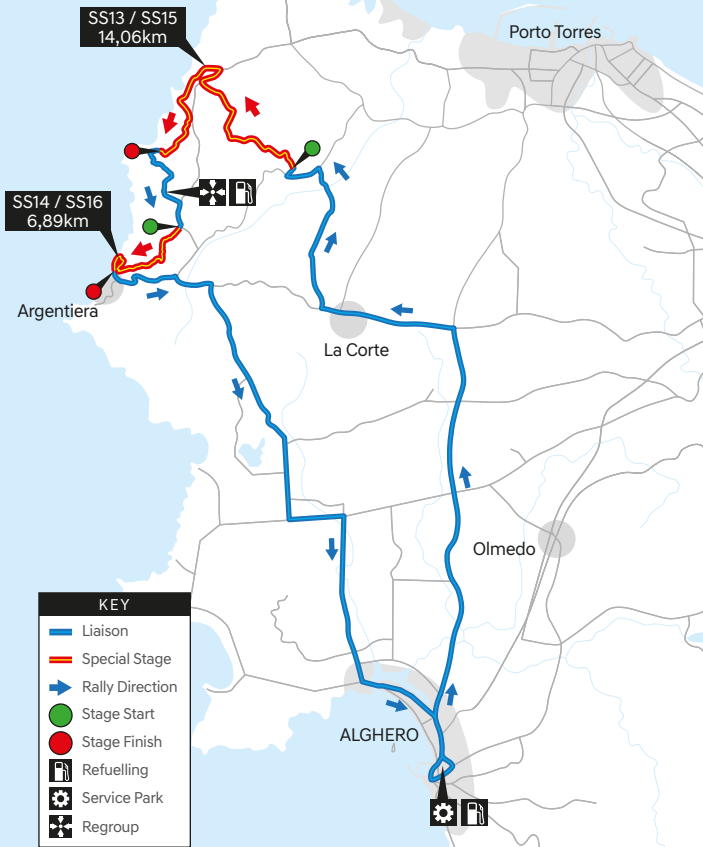 SS13 / SS15
14,06km
Porto Torres
SS14 / SS16
6,89km
Argentiera
La Corte
Olmedo
ALGHERO
KEY
Liaison
Special Stage
Rally Direction
Stage Start
Stage Finish
Refuelling
Service Park
Regroup